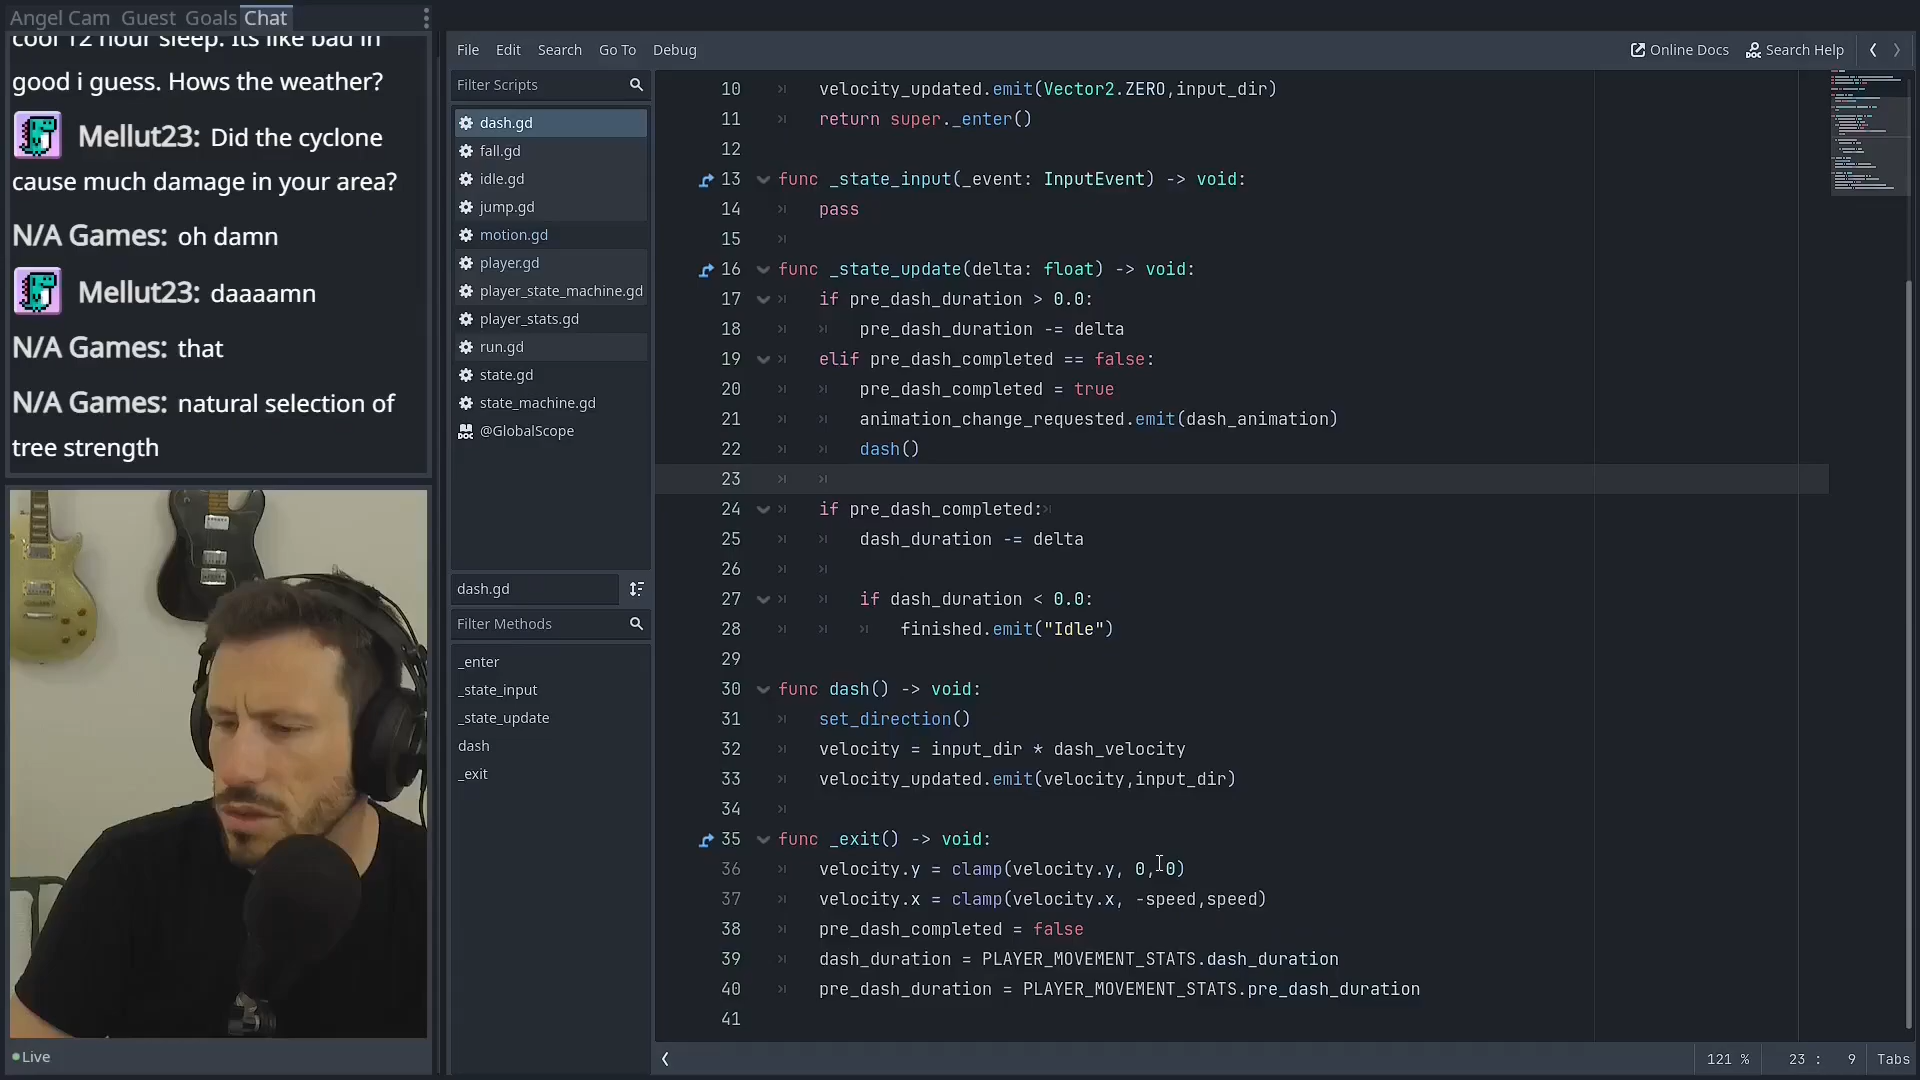 Angel Cam Guest Goals Chat
cool 12 hour sleep. Its like bad in
good i guess. Hows the weather?
Mellut23: Did the cyclone
cause much damage in your area?
N/A Games: oh damn
Mellut23: daaaamn
N/A Games: that
N/A Games: natural selection of
tree strength
Live
File Edit Search Go To Debug
Online Docs Search Help
Filter Scripts
dash.gd
fall.gd
idle.gd
jump.gd
motion.gd
player.gd
player_state_machine.gd
player_stats.gd
run.gd
state.gd
state_machine.gd
@GlobalScope
dash.gd
Filter Methods
_enter
_state_input
_state_update
dash
_exit
10 velocity_updated.emit(Vector2.ZERO,input_dir)
11 return super._enter()
12
13 func _state_input(_event: InputEvent) -> void:
14 pass
15
16 func _state_update(delta: float) -> void:
17 if pre_dash_duration > 0.0:
18 pre_dash_duration -= delta
19 elif pre_dash_completed == false:
20 pre_dash_completed = true
21 animation_change_requested.emit(dash_animation)
22 dash()
23
24 if pre_dash_completed:
25 dash_duration -= delta
26
27 if dash_duration < 0.0:
28 finished.emit("Idle")
29
30 func dash() -> void:
31 set_direction()
32 velocity = input_dir * dash_velocity
33 velocity_updated.emit(velocity,input_dir)
34
35 func _exit() -> void:
36 velocity.y = clamp(velocity.y, 0, 0)
37 velocity.x = clamp(velocity.x, -speed,speed)
38 pre_dash_completed = false
39 dash_duration = PLAYER_MOVEMENT_STATS.dash_duration
40 pre_dash_duration = PLAYER_MOVEMENT_STATS.pre_dash_duration
41
121 % 23 : 9 Tabs